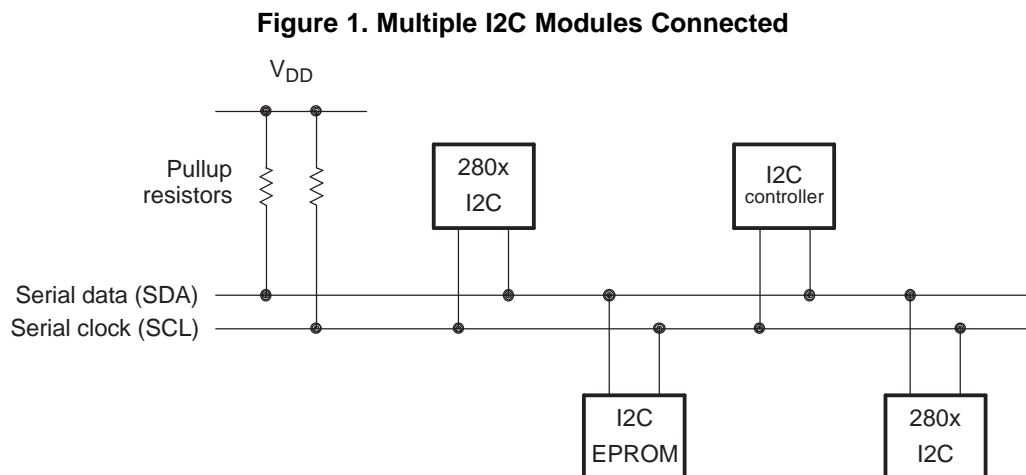 Figure 1. Multiple I2C Modules Connected
VDD
Pullup
resistors
280x
I2C
I2C
controller
Serial data (SDA)
Serial clock (SCL)
I2C
EPROM
280x
I2C